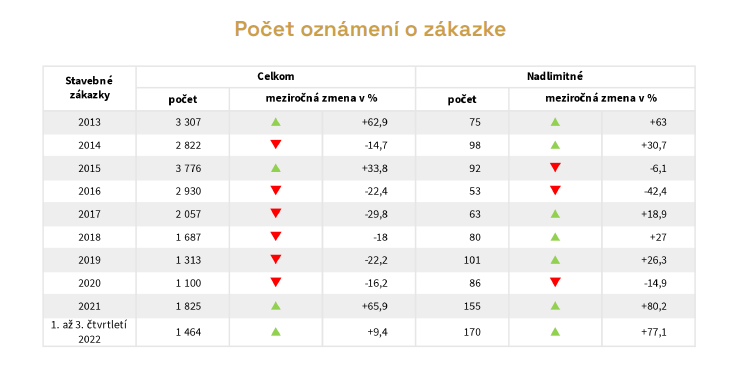 Počet oznámení o zákazke
Stavebné zákazky Celkom Nadlimitné
počet meziročná zmena v % počet meziročná zmena v %
2013 3 307 +62,9 75 +63
2014 2 822 -14,7 98 +30,7
2015 3 776 +33,8 92 -6,1
2016 2 930 -22,4 53 -42,4
2017 2 057 -29,8 63 +18,9
2018 1 687 -18 80 +27
2019 1 313 -22,2 101 +26,3
2020 1 100 -16,2 86 -14,9
2021 1 825 +65,9 155 +80,2
1. až 3. čtvrtletí 2022 1 464 +9,4 170 +77,1